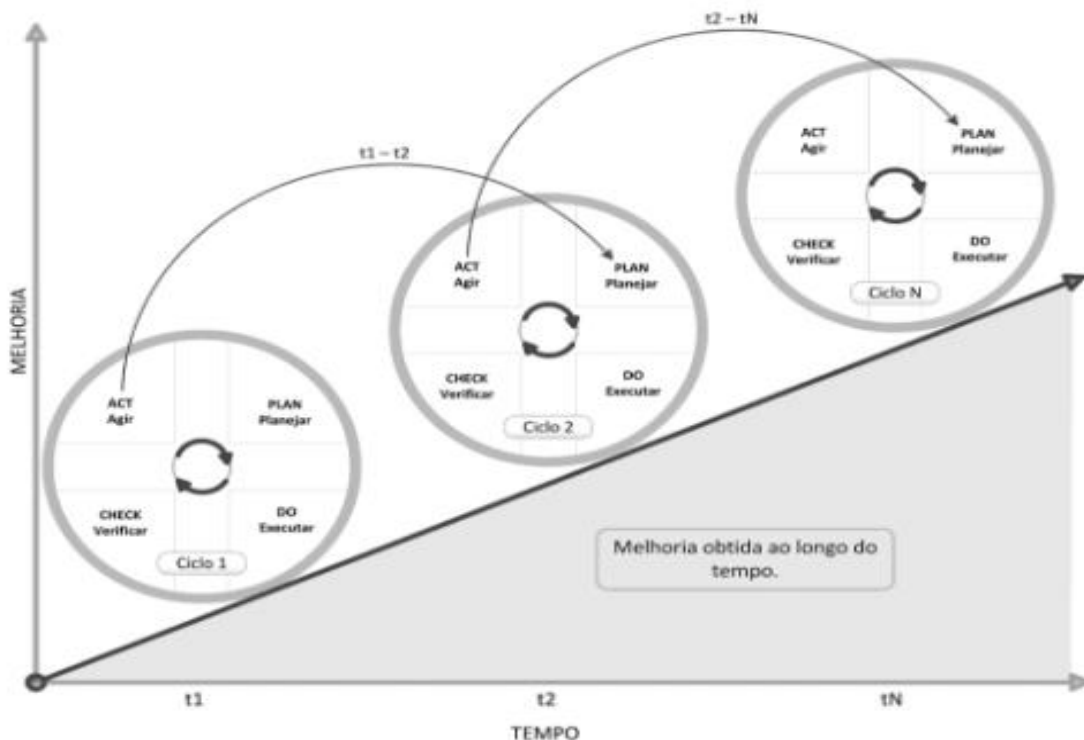 t2 – tN
ACT
Agir
PLAN
Planejar
CHECK
Verificar
DO
Executar
Ciclo N
t1 – t2
ACT
Agir
PLAN
Planejar
CHECK
Verificar
DO
Executar
Ciclo 2
MELHORIA
ACT
Agir
PLAN
Planejar
CHECK
Verificar
DO
Executar
Ciclo 1
Melhoria obtida ao longo do
tempo.
t1
t2
tN
TEMPO